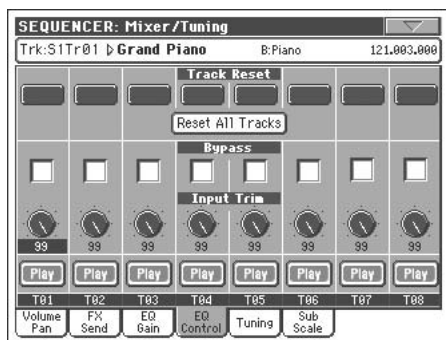 SEQUENCER: Mixer/Tuning
Trk:S1Tr01 ▷Grand Piano B:Piano 121.003.000
Track Reset
Reset All Tracks
Bypass
Input Trim
99 99 99 99 99 99 99 99
Play Play Play Play Play Play Play Play
T01 T02 T03 T04 T05 T06 T07 T08
Volume Pan FX Send EQ Gain EQ Control Tuning Sub Scale